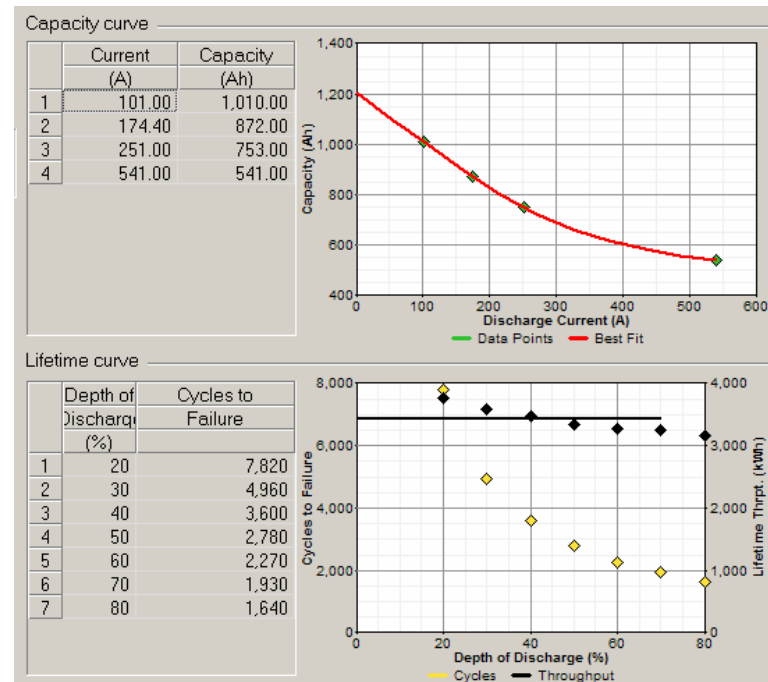 Capacity curve
Current Capacity
(A) (Ah)
1 101.00 1,010.00
2 174.40 872.00
3 251.00 753.00
4 541.00 541.00
1,400
1,200
1,000
800
600
400
Capacity (Ah)
0 100 200 300 400 500 600
Discharge Current (A)
Data Points Best Fit
Lifetime curve
Depth of Cycles to
Discharg Failure
(%)
1 20 7,820
2 30 4,960
3 40 3,600
4 50 2,780
5 60 2,270
6 70 1,930
7 80 1,640
8,000
6,000
4,000
2,000
0
Cycles to Failure
4,000
3,000
2,000
1,000
0
Lifetime Thrpt. (kWh)
0 20 40 60 80
Depth of Discharge (%)
Cycles Throughput